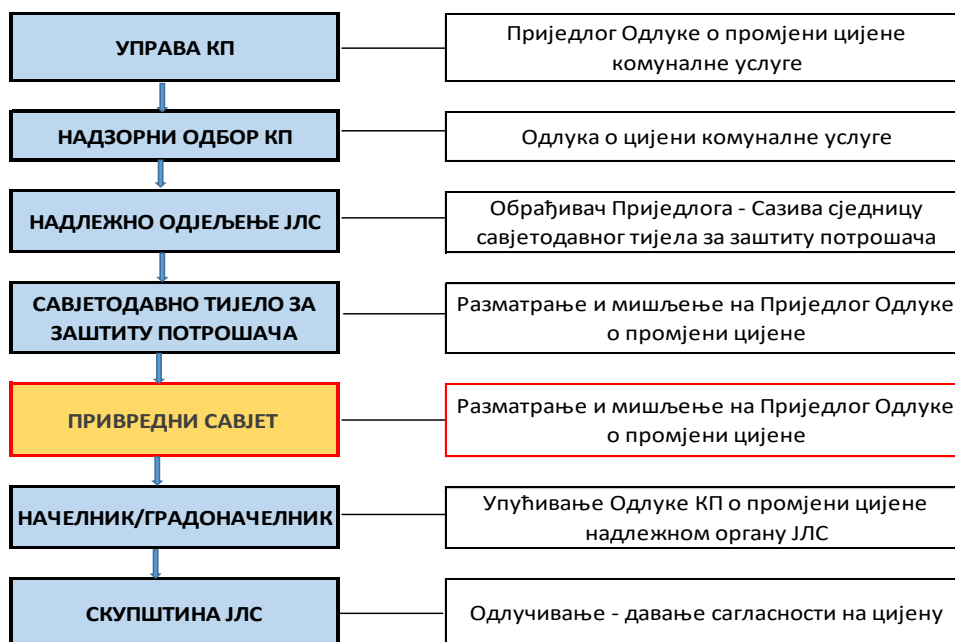 УПРАВА КП
Приједлог Одлуке о промјени цијене
комуналне услуге
НАДЗОРНИ ОДБОР КП
Одлука о цијени комуналне услуге
НАДЛЕЖНО ОДЈЕЉЕЊЕ ЈЛС
Обрађивач Приједлога - Сазива сједницу
савјетодавног тијела за заштиту потрошача
САВЈЕТОДАВНО ТИЈЕЛО ЗА
ЗАШТИТУ ПОТРОШАЧА
Разматрање и мишљење на Приједлог Одлуке
о промјени цијене
ПРИВРЕДНИ САВЈЕТ
Разматрање и мишљење на Приједлог Одлуке
о промјени цијене
НАЧЕЛНИК/ГРАДОНАЧЕЛНИК
Упућивање Одлуке КП о промјени цијене
надлежном органу ЈЛС
СКУПШТИНА ЈЛС
Одлучивање - давање сагласности на цијену